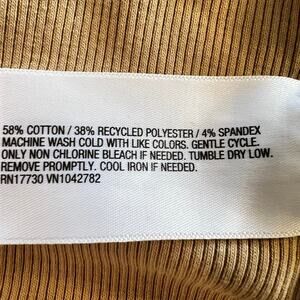 58% COTTON / 38% RECYCLED POLYESTER / 4% SPANDEX
MACHINE WASH COLD WITH LIKE COLORS. GENTLE CYCLE.
ONLY NON CHLORINE BLEACH IF NEEDED. TUMBLE DRY LOW.
REMOVE PROMPTLY. COOL IRON IF NEEDED.
RN17730 VN1042782